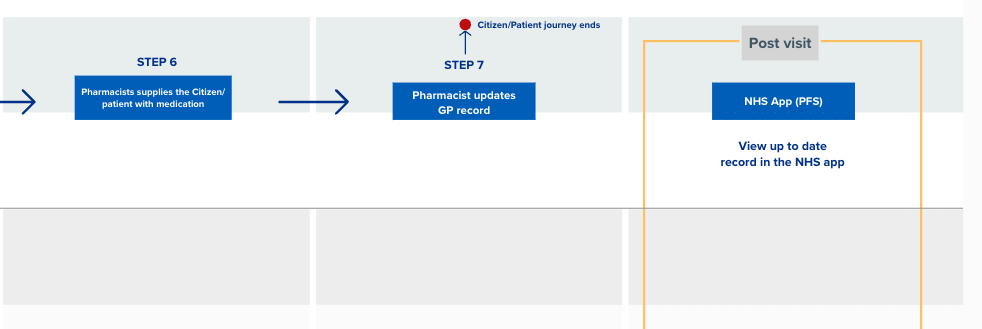 Citizen/Patient journey ends
Post visit
STEP 6
STEP 7
Pharmacists supplies the Citizen/
patient with medication
Pharmacist updates
GP record
NHS App (PFS)
View up to date
record in the NHS app